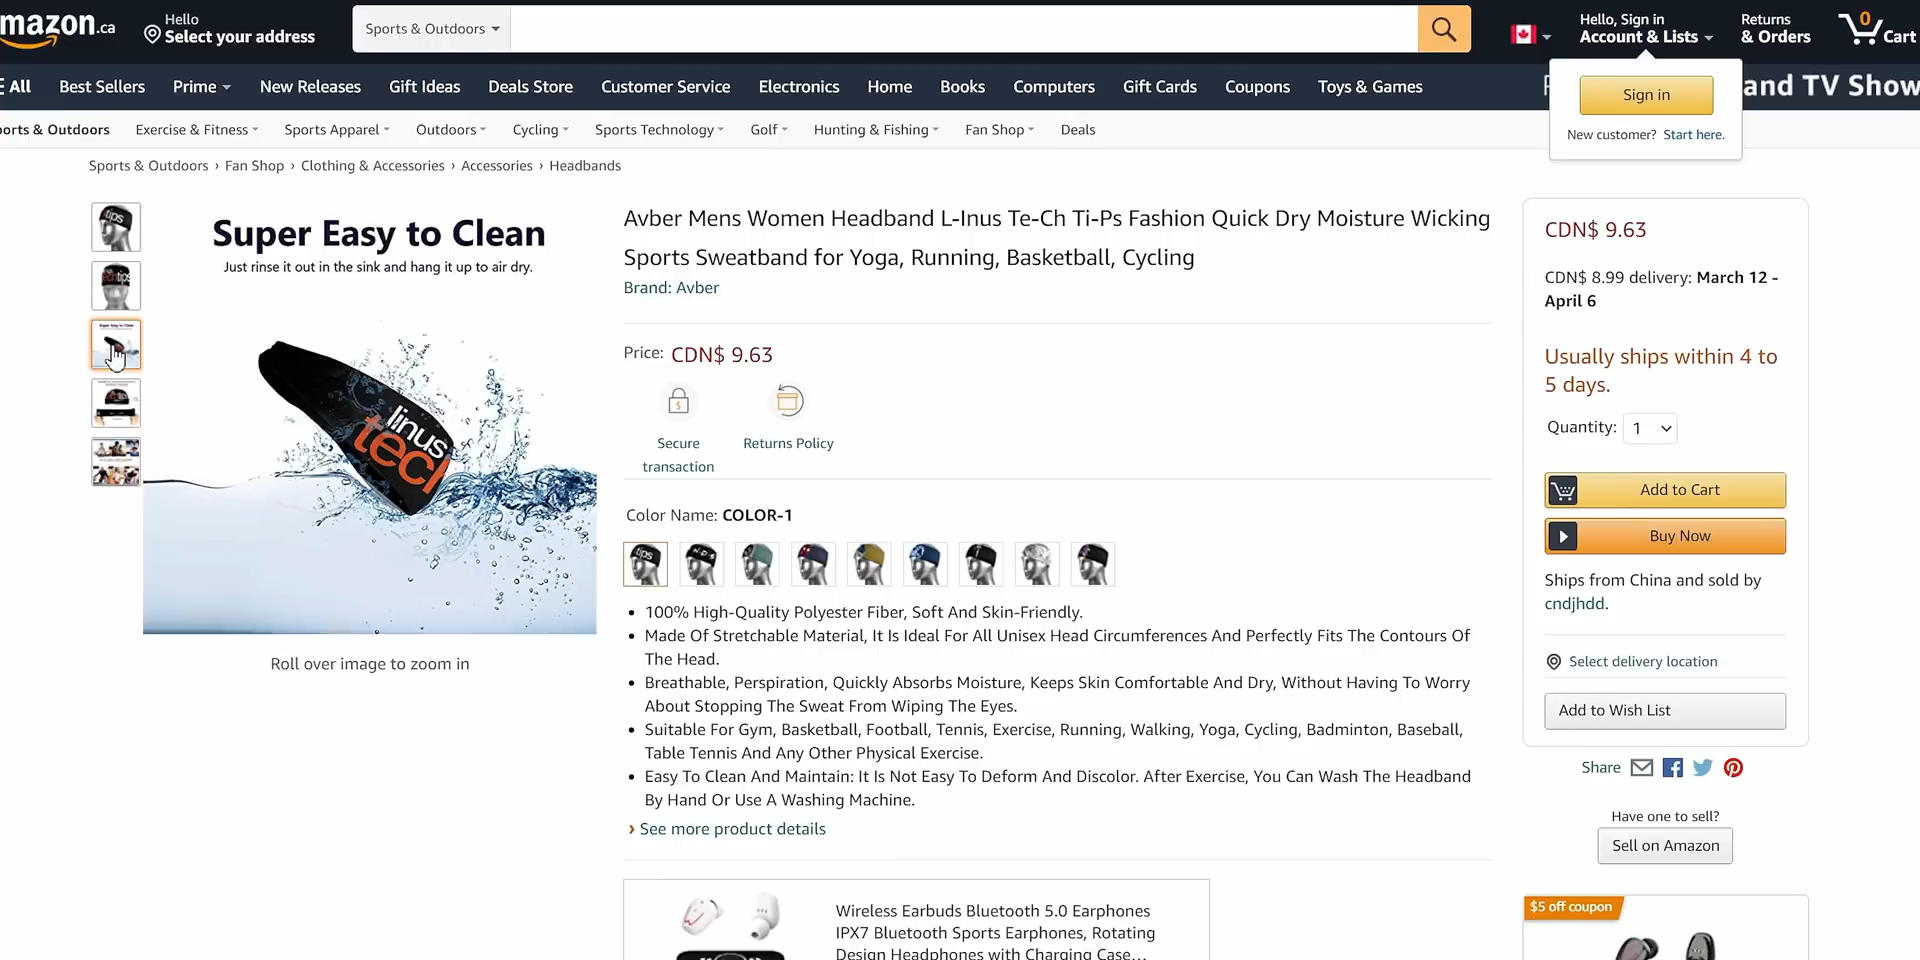 mazon.ca
Hello
Select your address
Sports & Outdoors
Hello, Sign in
Account & Lists
Returns
& Orders
0
Cart
All
Best Sellers
Prime
New Releases
Gift Ideas
Deals Store
Customer Service
Electronics
Home
Books
Computers
Gift Cards
Coupons
Toys & Games
and TV Show
Sign in
New customer? Start here.
orts & Outdoors
Exercise & Fitness
Sports Apparel
Outdoors
Cycling
Sports Technology
Golf
Hunting & Fishing
Fan Shop
Deals
Sports & Outdoors › Fan Shop › Clothing & Accessories › Accessories › Headbands
tips
Super Easy to Clean
Just rinse it out in the sink and hang it up to air dry.
linus
tecl
Roll over image to zoom in
Avber Mens Women Headband L-Inus Te-Ch Ti-Ps Fashion Quick Dry Moisture Wicking
Sports Sweatband for Yoga, Running, Basketball, Cycling
Brand: Avber
Price: CDN$ 9.63
Secure
transaction
Returns Policy
Color Name: COLOR-1
tips
• 100% High-Quality Polyester Fiber, Soft And Skin-Friendly.
• Made Of Stretchable Material, It Is Ideal For All Unisex Head Circumferences And Perfectly Fits The Contours Of
The Head.
• Breathable, Perspiration, Quickly Absorbs Moisture, Keeps Skin Comfortable And Dry, Without Having To Worry
About Stopping The Sweat From Wiping The Eyes.
• Suitable For Gym, Basketball, Football, Tennis, Exercise, Running, Walking, Yoga, Cycling, Badminton, Baseball,
Table Tennis And Any Other Physical Exercise.
• Easy To Clean And Maintain: It Is Not Easy To Deform And Discolor. After Exercise, You Can Wash The Headband
By Hand Or Use A Washing Machine.
› See more product details
Wireless Earbuds Bluetooth 5.0 Earphones
IPX7 Bluetooth Sports Earphones, Rotating
Design Headphones with Charging Case...
CDN$ 9.63
CDN$ 8.99 delivery: March 12 -
April 6
Usually ships within 4 to
5 days.
Quantity: 1
Add to Cart
Buy Now
Ships from China and sold by
cndjhdd.
Select delivery location
Add to Wish List
Share
Have one to sell?
Sell on Amazon
$5 off coupon